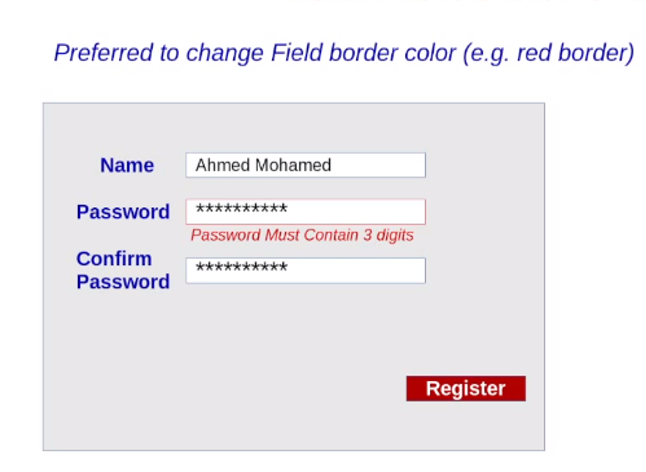 Preferred to change Field border color (e.g. red border)
Name Ahmed Mohamed
Password **********
Password Must Contain 3 digits
Confirm
Password **********
Register